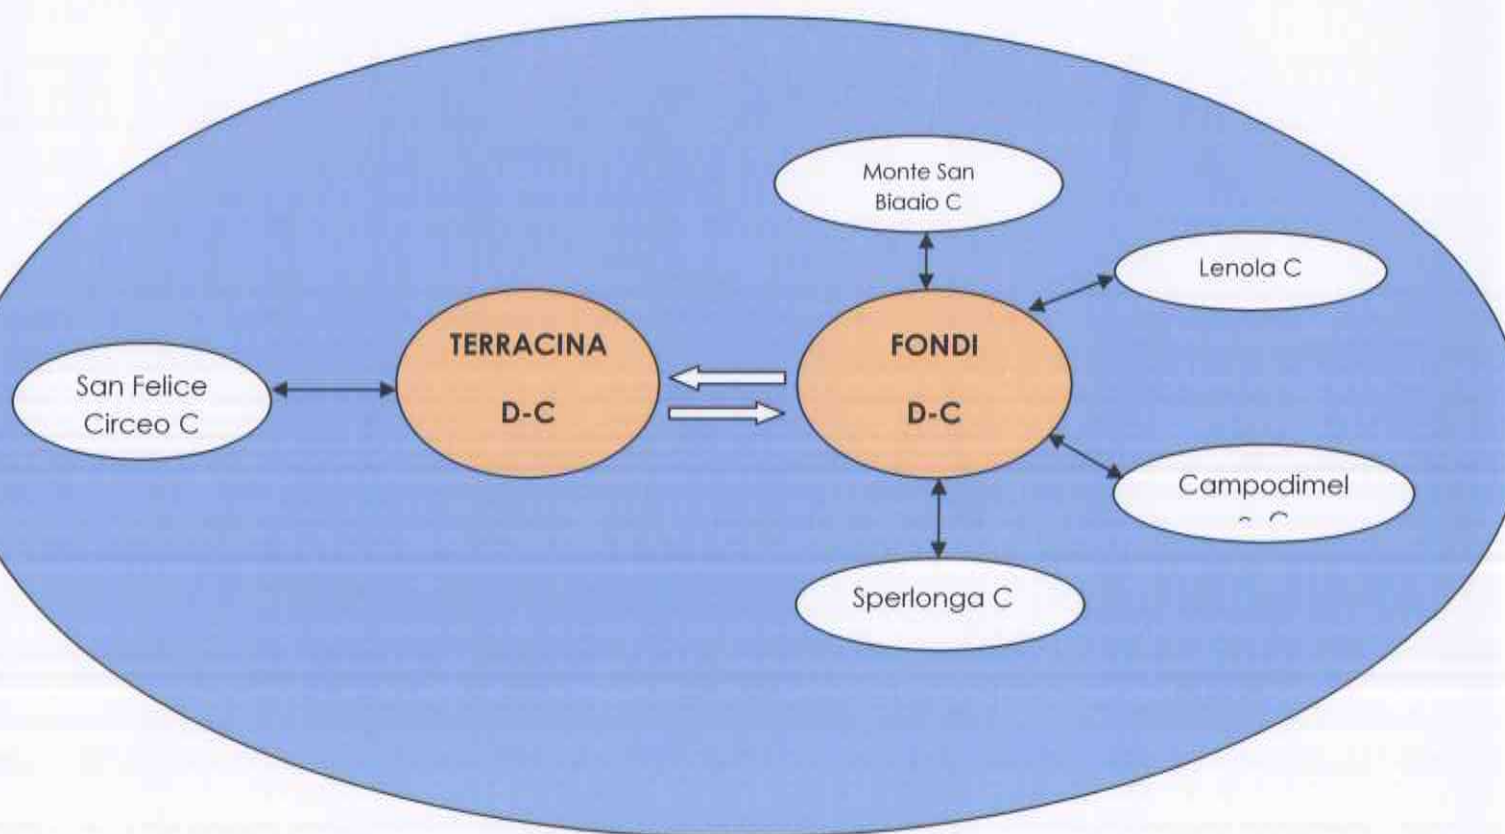 Monte San
Biaaio C
Lenola C
TERRACINA
D-C
FONDI
D-C
San Felice
Circeo C
Campodimel
Sperlonga C